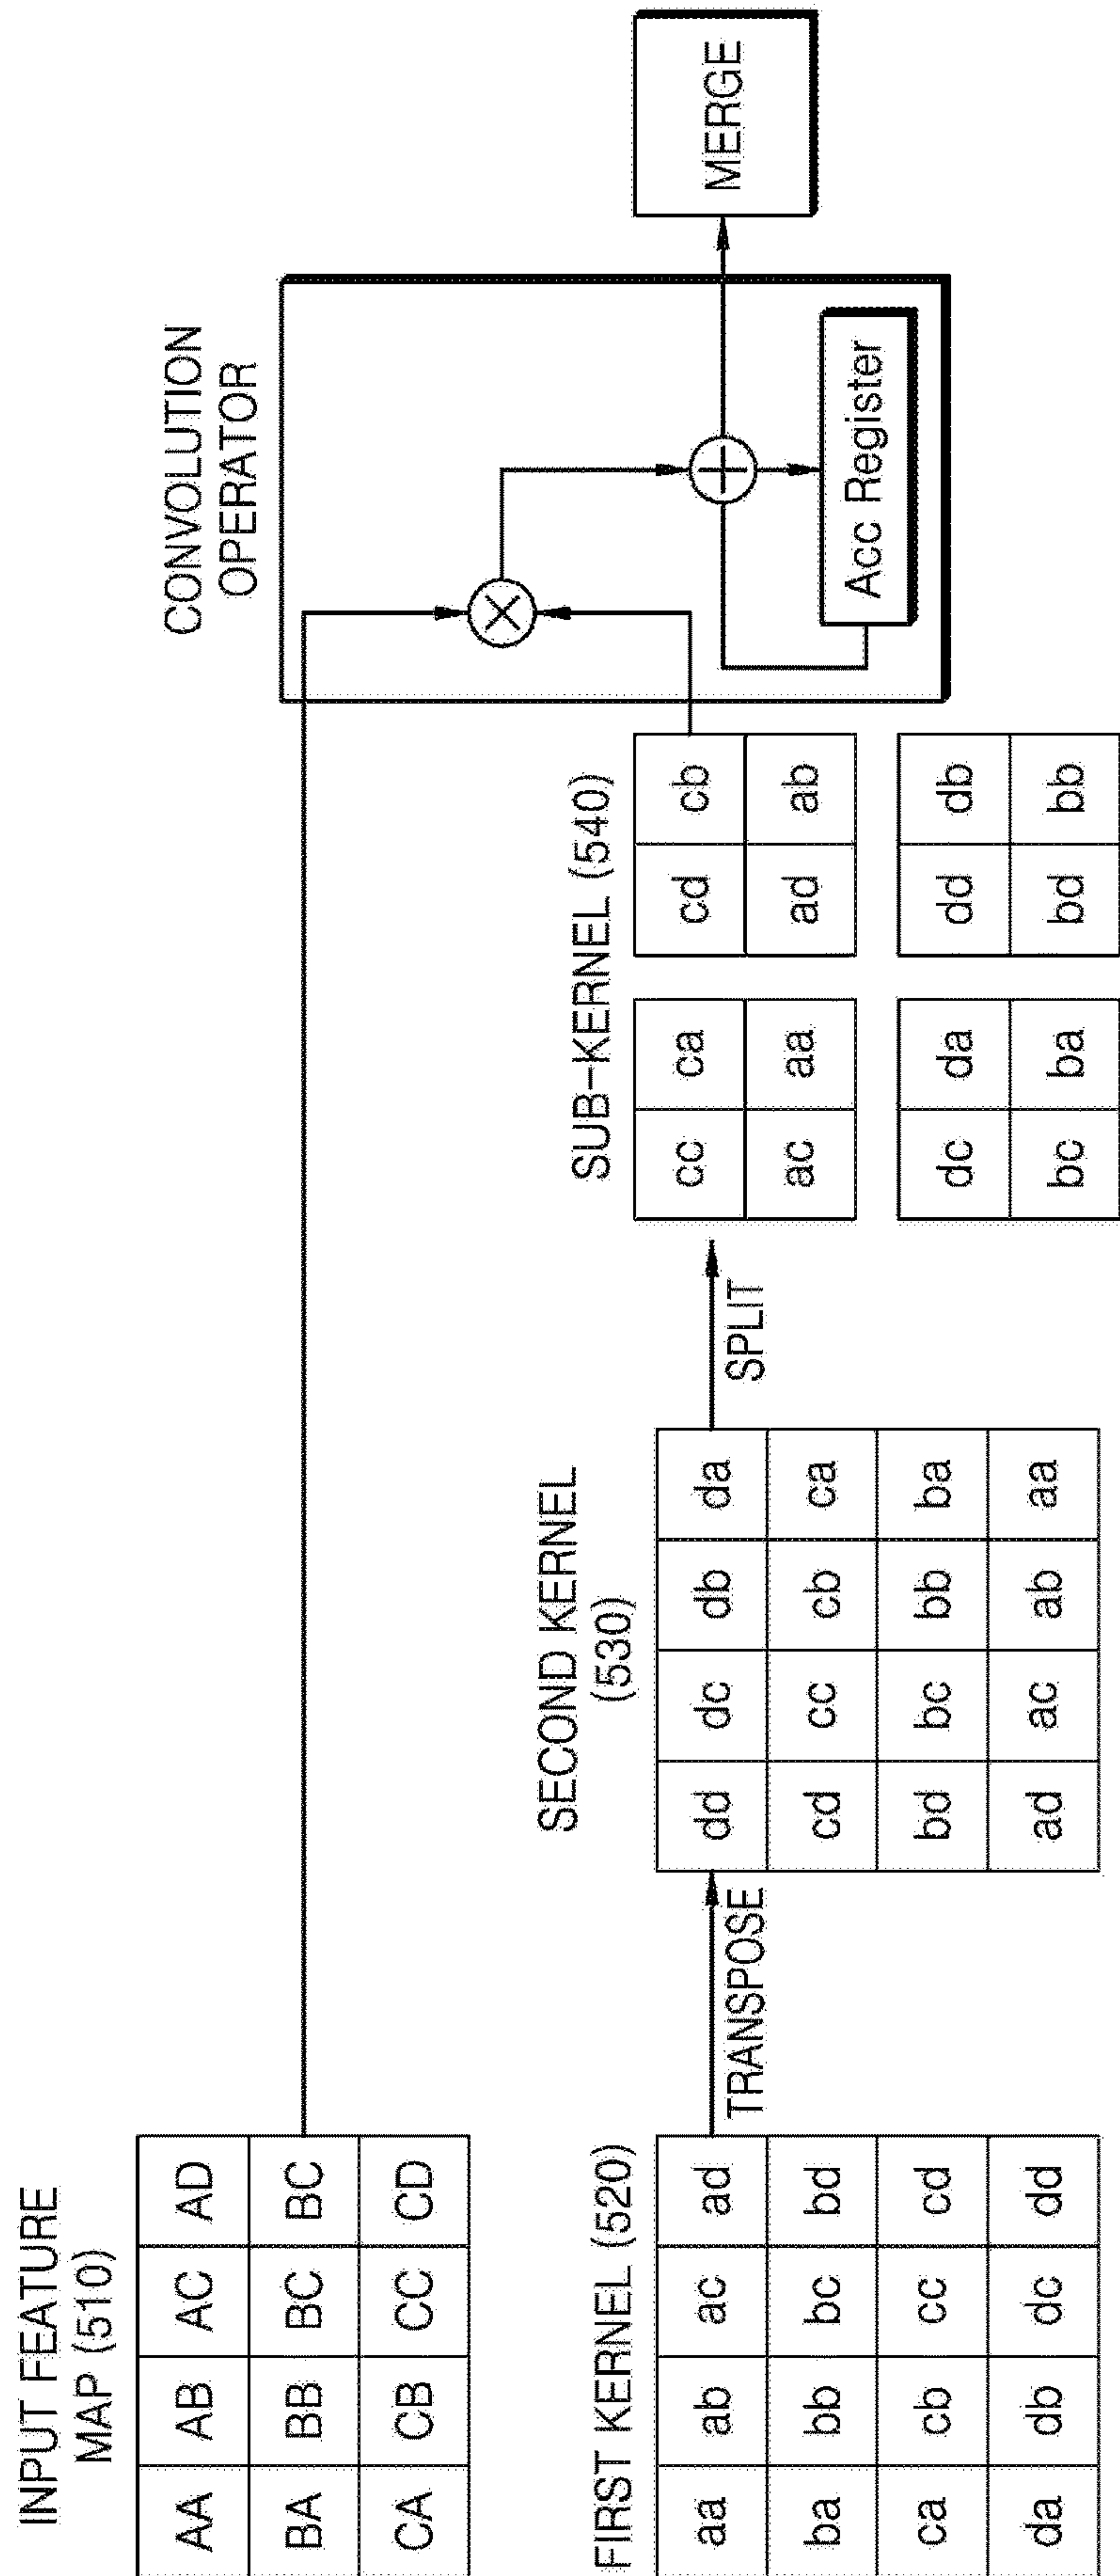 INPUT FEATURE
MAP (510)
AA AB AC AD
BA BB BC BC
CA CB CC CD
FIRST KERNEL (520)
aa ab ac ad
ba bb bc bd
ca cb cc cd
da db dc dd
TRANSPOSE
SECOND KERNEL
(530)
dd dc db da
cd cc cb ca
bd bc bb ba
ad ac ab aa
SPLIT
SUB-KERNEL (540)
cc ca
ac aa
cd cb
ad ab
dc da
bc ba
dd db
bd bb
CONVOLUTION
OPERATOR
Acc Register
MERGE